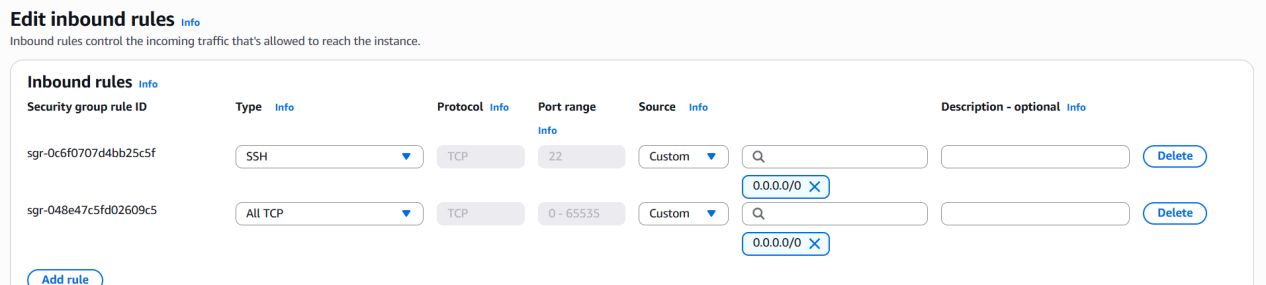 Edit inbound rules Info
Inbound rules control the incoming traffic that's allowed to reach the instance.
Inbound rules Info
Security group rule ID Type Info Protocol Info Port range Source Info Description - optional Info
Info
sgr-0c6f0707d4bb25c5f SSH TCP 22 Custom Delete
0.0.0.0/0
sgr-048e47c5fd02609c5 All TCP TCP 0 - 65535 Custom Delete
0.0.0.0/0
Add rule